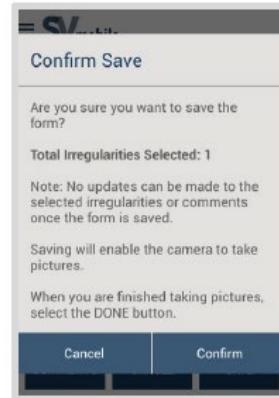 SVmobile
Confirm Save
Are you sure you want to save the
form?
Total Irregularities Selected: 1
Note: No updates can be made to the
selected irregularities or comments
once the form is saved.
Saving will enable the camera to take
pictures.
When you are finished taking pictures,
select the DONE button.
Cancel Confirm